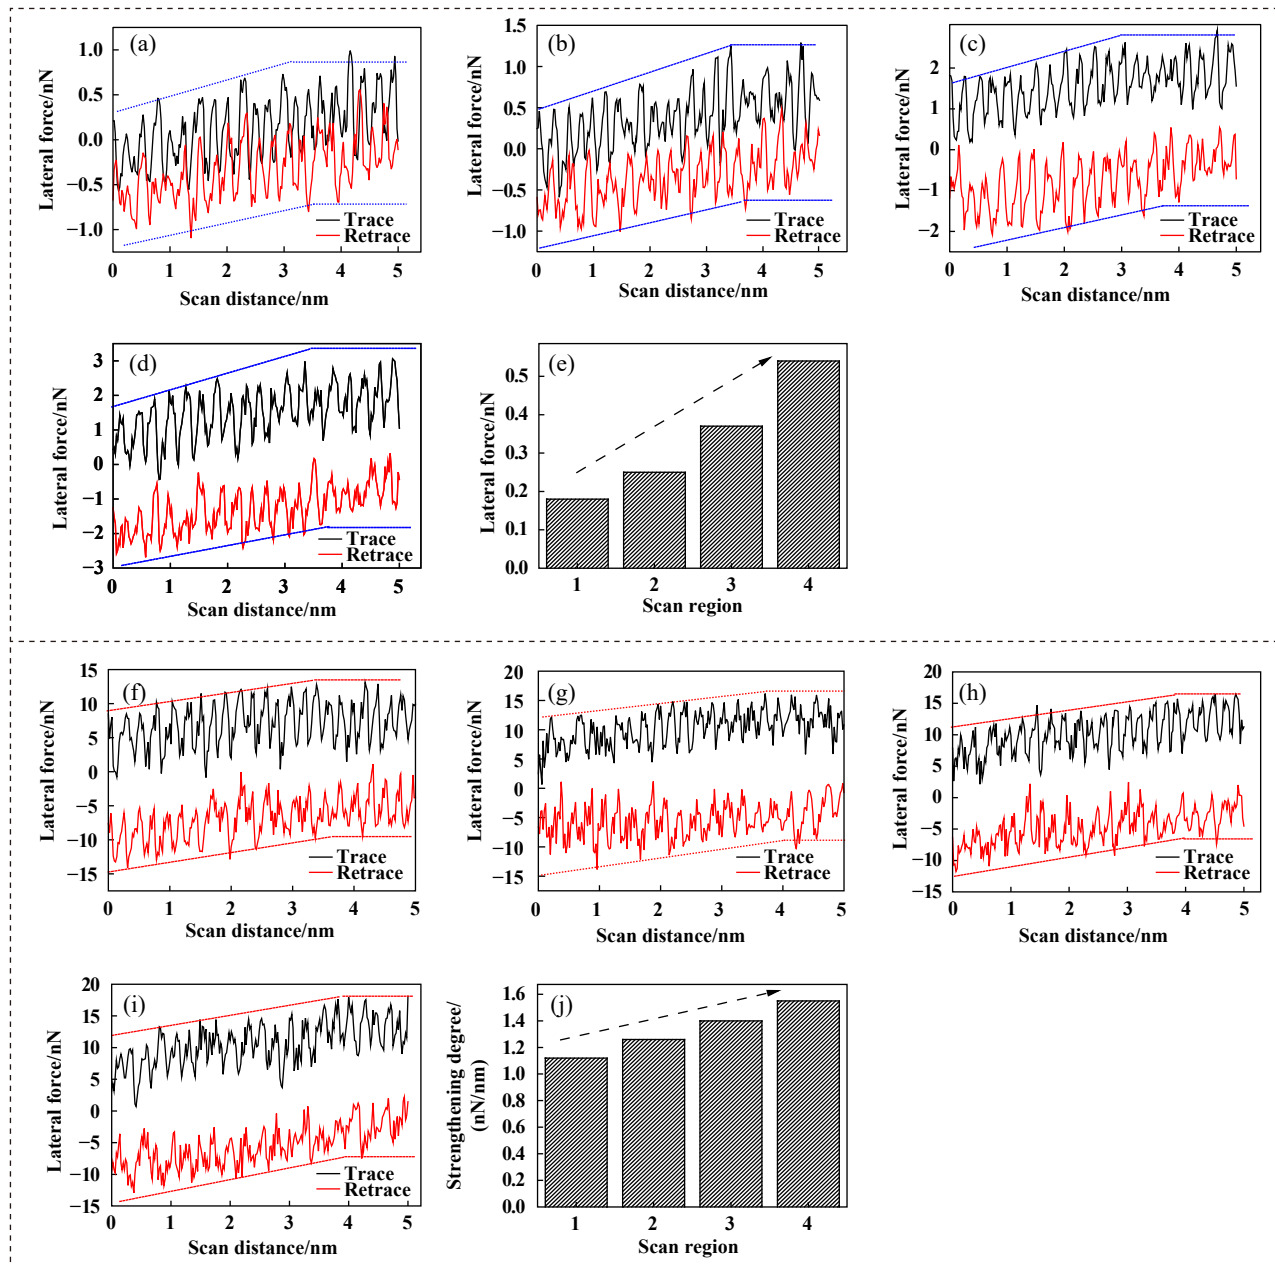 (a)
1.0
0.5
0.0
−0.5
−1.0
Lateral force/nN
Trace
Retrace
0 1 2 3 4 5
Scan distance/nm
(b)
1.5
1.0
0.5
0.0
−0.5
−1.0
Lateral force/nN
Trace
Retrace
0 1 2 3 4 5
Scan distance/nm
(c)
2
1
0
−1
−2
Lateral force/nN
Trace
Retrace
0 1 2 3 4 5
Scan distance/nm
(d)
3
2
1
0
−1
−2
−3
Lateral force/nN
Trace
Retrace
0 1 2 3 4 5
Scan distance/nm
(e)
0.5
0.4
0.3
0.2
0.1
0.0
Lateral force/nN
1 2 3 4
Scan region
(f)
15
10
5
0
−5
−10
−15
Lateral force/nN
Trace
Retrace
0 1 2 3 4 5
Scan distance/nm
(g)
20
15
10
5
0
−5
−10
−15
Lateral force/nN
Trace
Retrace
0 1 2 3 4 5
Scan distance/nm
(h)
20
15
10
5
0
−5
−10
−15
Lateral force/nN
Trace
Retrace
0 1 2 3 4 5
Scan distance/nm
(i)
20
15
10
5
0
−5
−10
−15
Lateral force/nN
Trace
Retrace
0 1 2 3 4 5
Scan distance/nm
(j)
1.6
1.4
1.2
1.0
0.8
0.6
0.4
0.2
0.0
Strengthening degree/
(nN/nm)
1 2 3 4
Scan region